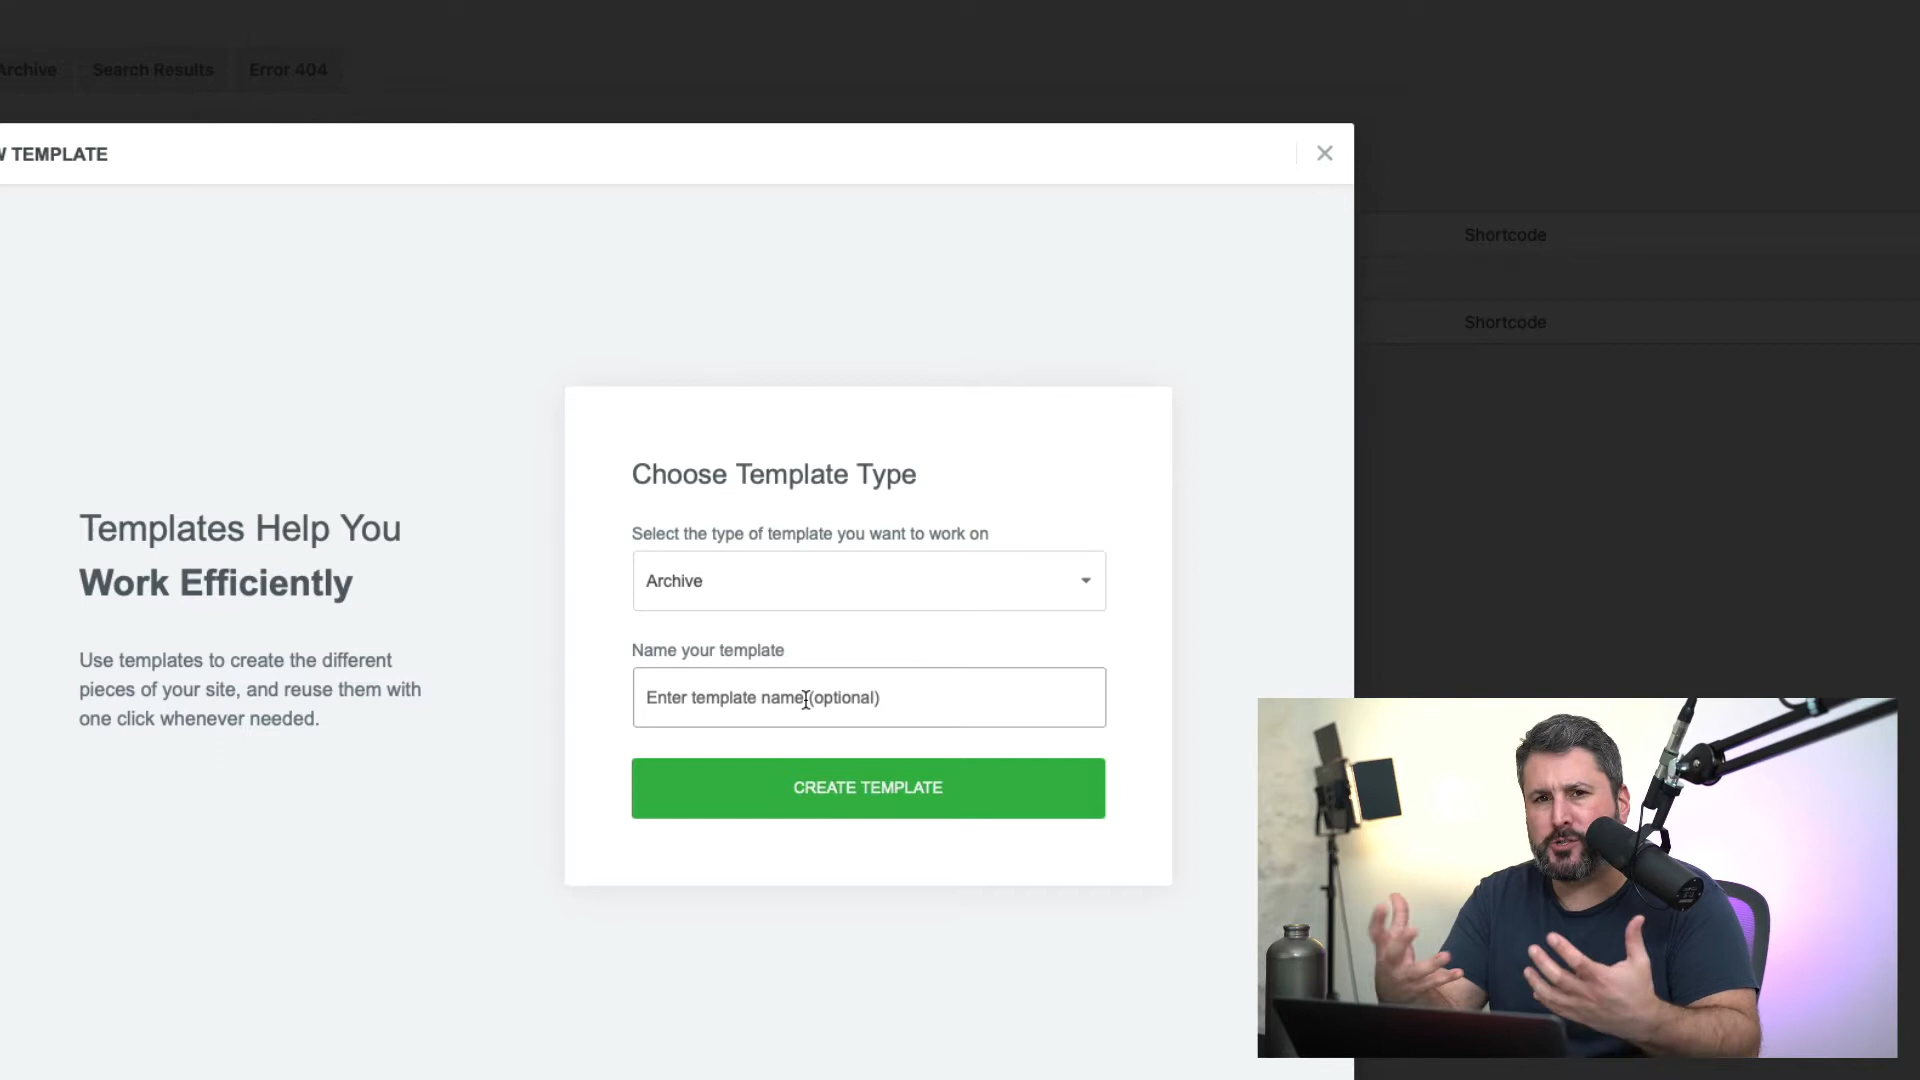 Archive
Search Results
Error 404
W TEMPLATE
Shortcode
Shortcode
Choose Template Type
Select the type of template you want to work on
Archive
Templates Help You
Work Efficiently
Name your template
Use templates to create the different
pieces of your site, and reuse them with
one click whenever needed.
Enter template name (optional)
CREATE TEMPLATE